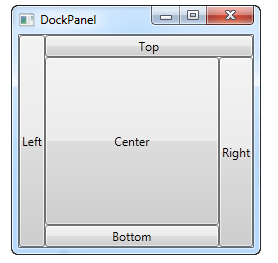 DockPanel
Top
Left
Center
Right
Bottom